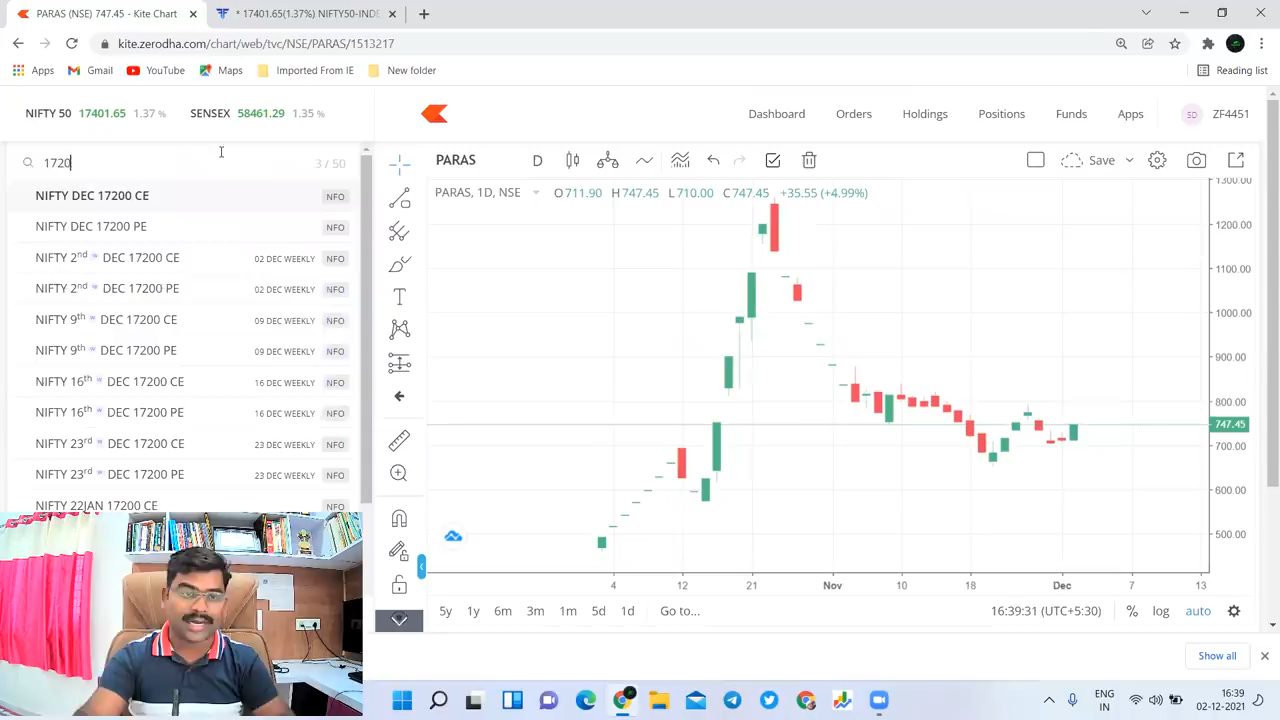 PARAS (NSE) 747.45 - Kite Chart
* 17401.65(1.37%) NIFTY50-INDE
kite.zerodha.com/chart/web/tvc/NSE/PARAS/1513217
Apps Gmail YouTube Maps Imported From IE New folder Reading list
NIFTY 50 17401.65 1.37 % SENSEX 58461.29 1.35 %
Dashboard Orders Holdings Positions Funds Apps SD ZF4451
1720 3 / 50
NIFTY DEC 17200 CE NFO
NIFTY DEC 17200 PE NFO
NIFTY 2nd w DEC 17200 CE 02 DEC WEEKLY NFO
NIFTY 2nd w DEC 17200 PE 02 DEC WEEKLY NFO
NIFTY 9th w DEC 17200 CE 09 DEC WEEKLY NFO
NIFTY 9th w DEC 17200 PE 09 DEC WEEKLY NFO
NIFTY 16th w DEC 17200 CE 16 DEC WEEKLY NFO
NIFTY 16th w DEC 17200 PE 16 DEC WEEKLY NFO
NIFTY 23rd w DEC 17200 CE 23 DEC WEEKLY NFO
NIFTY 23rd w DEC 17200 PE 23 DEC WEEKLY NFO
NIFTY 22JAN 17200 CE NFO
PARAS D Save
PARAS, 1D, NSE O711.90 H747.45 L710.00 C747.45 +35.55 (+4.99%)
1300.00
1200.00
1100.00
1000.00
900.00
800.00
747.45
700.00
600.00
500.00
4 12 21 Nov 10 18 Dec 7 13
5y 1y 6m 3m 1m 5d 1d Go to... 16:39:31 (UTC+5:30) % log auto
Show all
ENG
IN
16:39
02-12-2021